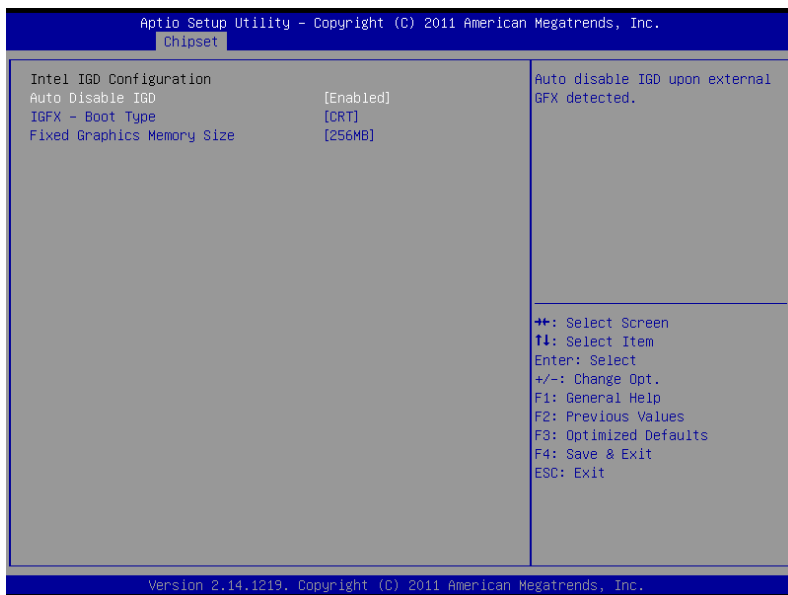 Aptio Setup Utility – Copyright (C) 2011 American Megatrends, Inc.
Chipset
Intel IGD Configuration
Auto Disable IGD [Enabled]
IGFX – Boot Type [CRT]
Fixed Graphics Memory Size [256MB]
Auto disable IGD upon external
GFX detected.
→←: Select Screen
↑↓: Select Item
Enter: Select
+/-: Change Opt.
F1: General Help
F2: Previous Values
F3: Optimized Defaults
F4: Save & Exit
ESC: Exit
Version 2.14.1219. Copyright (C) 2011 American Megatrends, Inc.